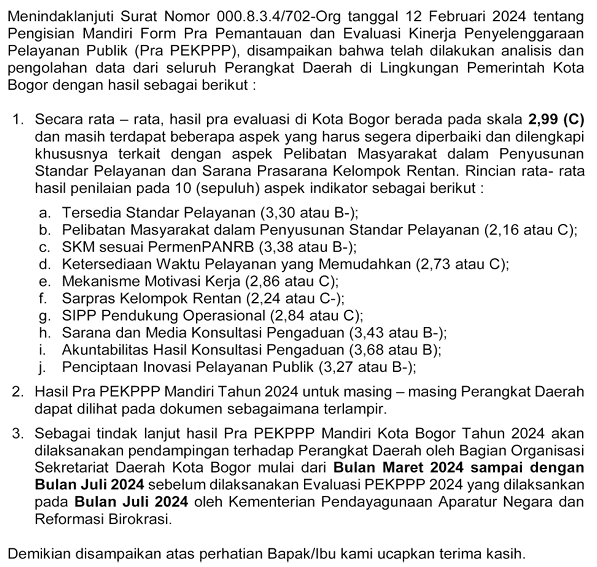 Menindaklanjuti Surat Nomor 000.8.3.4/702-Org tanggal 12 Februari 2024 tentang
Pengisian Mandiri Form Pra Pemantauan dan Evaluasi Kinerja Penyelenggaraan
Pelayanan Publik (Pra PEKPPP), disampaikan bahwa telah dilakukan analisis dan
pengolahan data dari seluruh Perangkat Daerah di Lingkungan Pemerintah Kota
Bogor dengan hasil sebagai berikut :
1. Secara rata – rata, hasil pra evaluasi di Kota Bogor berada pada skala 2,99 (C)
dan masih terdapat beberapa aspek yang harus segera diperbaiki dan dilengkapi
khususnya terkait dengan aspek Pelibatan Masyarakat dalam Penyusunan
Standar Pelayanan dan Sarana Prasarana Kelompok Rentan. Rincian rata- rata
hasil penilaian pada 10 (sepuluh) aspek indikator sebagai berikut :
a. Tersedia Standar Pelayanan (3,30 atau B-);
b. Pelibatan Masyarakat dalam Penyusunan Standar Pelayanan (2,16 atau C);
c. SKM sesuai PermenPANRB (3,38 atau B-);
d. Ketersediaan Waktu Pelayanan yang Memudahkan (2,73 atau C);
e. Mekanisme Motivasi Kerja (2,86 atau C);
f. Sarpras Kelompok Rentan (2,24 atau C-);
g. SIPP Pendukung Operasional (2,84 atau C);
h. Sarana dan Media Konsultasi Pengaduan (3,43 atau B-);
i. Akuntabilitas Hasil Konsultasi Pengaduan (3,68 atau B);
j. Penciptaan Inovasi Pelayanan Publik (3,27 atau B-);
2. Hasil Pra PEKPPP Mandiri Tahun 2024 untuk masing – masing Perangkat Daerah
dapat dilihat pada dokumen sebagaimana terlampir.
3. Sebagai tindak lanjut hasil Pra PEKPPP Mandiri Kota Bogor Tahun 2024 akan
dilaksanakan pendampingan terhadap Perangkat Daerah oleh Bagian Organisasi
Sekretariat Daerah Kota Bogor mulai dari Bulan Maret 2024 sampai dengan
Bulan Juli 2024 sebelum dilaksanakan Evaluasi PEKPPP 2024 yang dilaksankan
pada Bulan Juli 2024 oleh Kementerian Pendayagunaan Aparatur Negara dan
Reformasi Birokrasi.
Demikian disampaikan atas perhatian Bapak/Ibu kami ucapkan terima kasih.